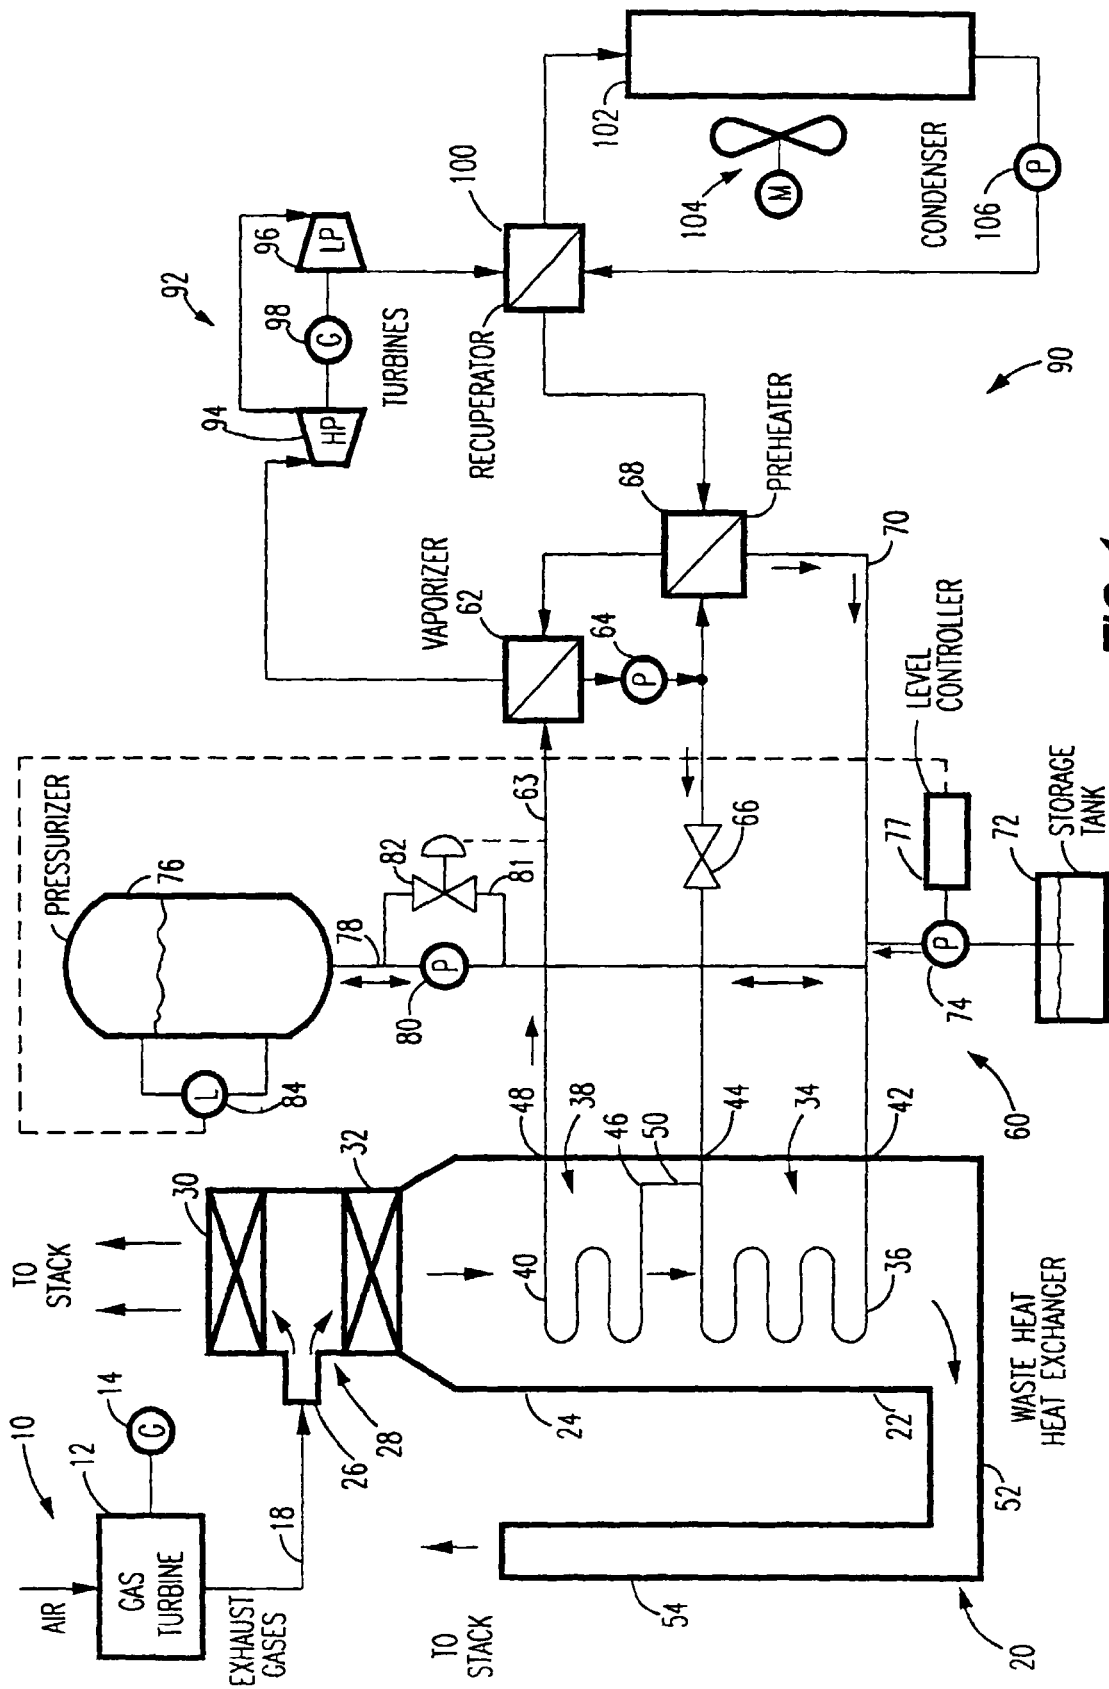 10
AIR
12
GAS
TURBINE
14
G
EXHAUST
GASES
18
TO
STACK
30
32
26
28
24
22
TO
STACK
54
20
52
WASTE HEAT
HEAT EXCHANGER
40
38
48
46
50
44
34
42
36
60
PRESSURIZER
76
L
84
78
80
P
82
81
63
66
74
P
77
LEVEL
CONTROLLER
72
STORAGE
TANK
VAPORIZER
62
64
P
68
PREHEATER
70
92
94
HP
98
G
96
LP
TURBINES
RECUPERATOR
100
102
104
M
CONDENSER
106
P
90